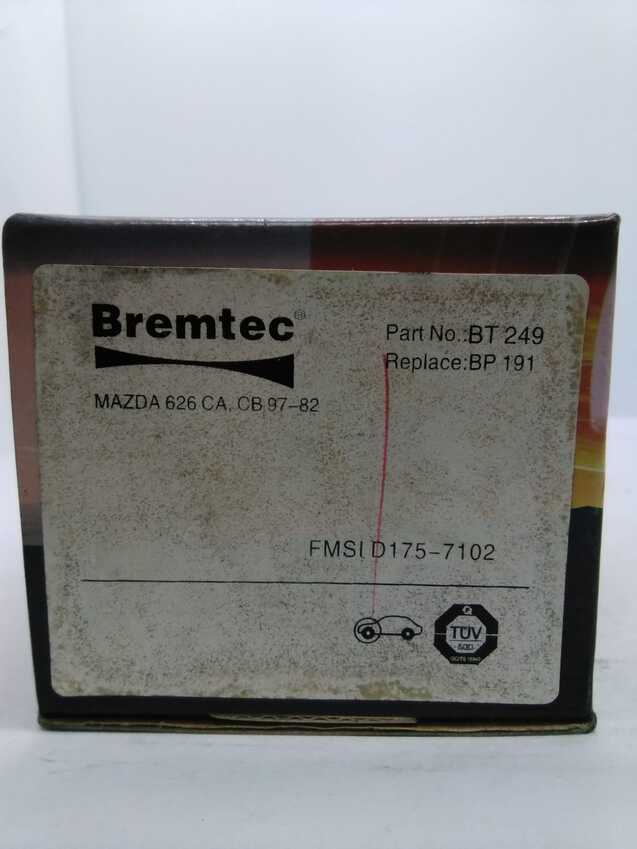 Bremtec®
Part No.:BT 249
Replace:BP 191
MAZDA 626 CA, CB 97-82
FMSI D175-7102
TÜV